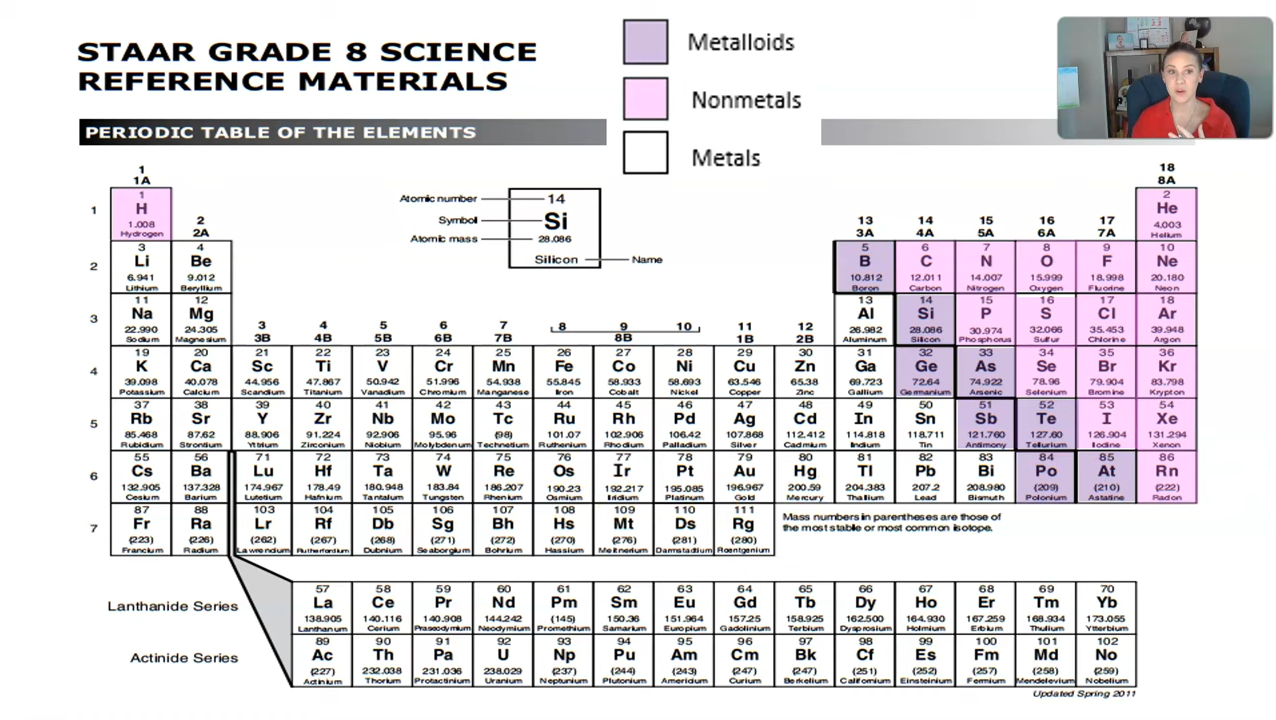 STAAR GRADE 8 SCIENCE
REFERENCE MATERIALS
PERIODIC TABLE OF THE ELEMENTS
Metalloids
Nonmetals
Metals
Atomic number
Symbol
Atomic mass
14
Si
28.086
Silicon
Name
1 18
1A 8A
1 1 2
H He
1.008 4.003
Hydrogen Helium
2 13 14 15 16 17
2A 3A 4A 5A 6A 7A
2 3 4 5 6 7 8 9 10
Li Be B C N O F Ne
6.941 9.012 10.812 12.011 14.007 15.999 18.998 20.180
Lithium Beryllium Boron Carbon Nitrogen Oxygen Fluorine Neon
3 11 12 13 14 15 16 17 18
Na Mg Al Si P S Cl Ar
22.990 24.305 26.982 28.086 30.974 32.066 35.453 39.948
Sodium Magnesium Aluminum Silicon Phosphorus Sulfur Chlorine Argon
3 4 5 6 7 8 9 10 11 12
3B 4B 5B 6B 7B 8B 1B 2B
4 19 20 21 22 23 24 25 26 27 28 29 30 31 32 33 34 35 36
K Ca Sc Ti V Cr Mn Fe Co Ni Cu Zn Ga Ge As Se Br Kr
39.098 40.078 44.956 47.867 50.942 51.996 54.938 55.845 58.933 58.693 63.546 65.38 69.723 72.64 74.922 78.96 79.904 83.798
Potassium Calcium Scandium Titanium Vanadium Chromium Manganese Iron Cobalt Nickel Copper Zinc Gallium Germanium Arsenic Selenium Bromine Krypton
5 37 38 39 40 41 42 43 44 45 46 47 48 49 50 51 52 53 54
Rb Sr Y Zr Nb Mo Tc Ru Rh Pd Ag Cd In Sn Sb Te I Xe
85.468 87.62 88.906 91.224 92.906 95.96 (98) 101.07 102.906 106.42 107.868 112.412 114.818 118.711 121.760 127.60 126.904 131.294
Rubidium Strontium Yttrium Zirconium Niobium Molybdenum Technetium Ruthenium Rhodium Palladium Silver Cadmium Indium Tin Antimony Tellurium Iodine Xenon
6 55 56 71 72 73 74 75 76 77 78 79 80 81 82 83 84 85 86
Cs Ba Lu Hf Ta W Re Os Ir Pt Au Hg Tl Pb Bi Po At Rn
132.905 137.328 174.967 178.49 180.948 183.84 186.207 190.23 192.217 195.085 196.967 200.59 204.383 207.2 208.980 (209) (210) (222)
Cesium Barium Lutetium Hafnium Tantalum Tungsten Rhenium Osmium Iridium Platinum Gold Mercury Thallium Lead Bismuth Polonium Astatine Radon
7 87 88 103 104 105 106 107 108 109 110 111
Fr Ra Lr Rf Db Sg Bh Hs Mt Ds Rg
(223) (226) (262) (267) (268) (271) (272) (270) (276) (281) (280)
Francium Radium Lawrencium Rutherfordium Dubnium Seaborgium Bohrium Hassium Meitnerium Darmstadtium Roentgenium
Mass numbers in parentheses are those of
the most stable or most common isotope.
Lanthanide Series
57 58 59 60 61 62 63 64 65 66 67 68 69 70
La Ce Pr Nd Pm Sm Eu Gd Tb Dy Ho Er Tm Yb
138.905 140.116 140.908 144.242 (145) 150.36 151.964 157.25 158.925 162.500 164.930 167.259 168.934 173.055
Lanthanum Cerium Praseodymium Neodymium Promethium Samarium Europium Gadolinium Terbium Dysprosium Holmium Erbium Thulium Ytterbium
Actinide Series
89 90 91 92 93 94 95 96 97 98 99 100 101 102
Ac Th Pa U Np Pu Am Cm Bk Cf Es Fm Md No
(227) 232.038 231.036 238.029 (237) (244) (243) (247) (247) (251) (252) (257) (258) (259)
Actinium Thorium Protactinium Uranium Neptunium Plutonium Americium Curium Berkelium Californium Einsteinium Fermium Mendelevium Nobelium
Updated Spring 2011